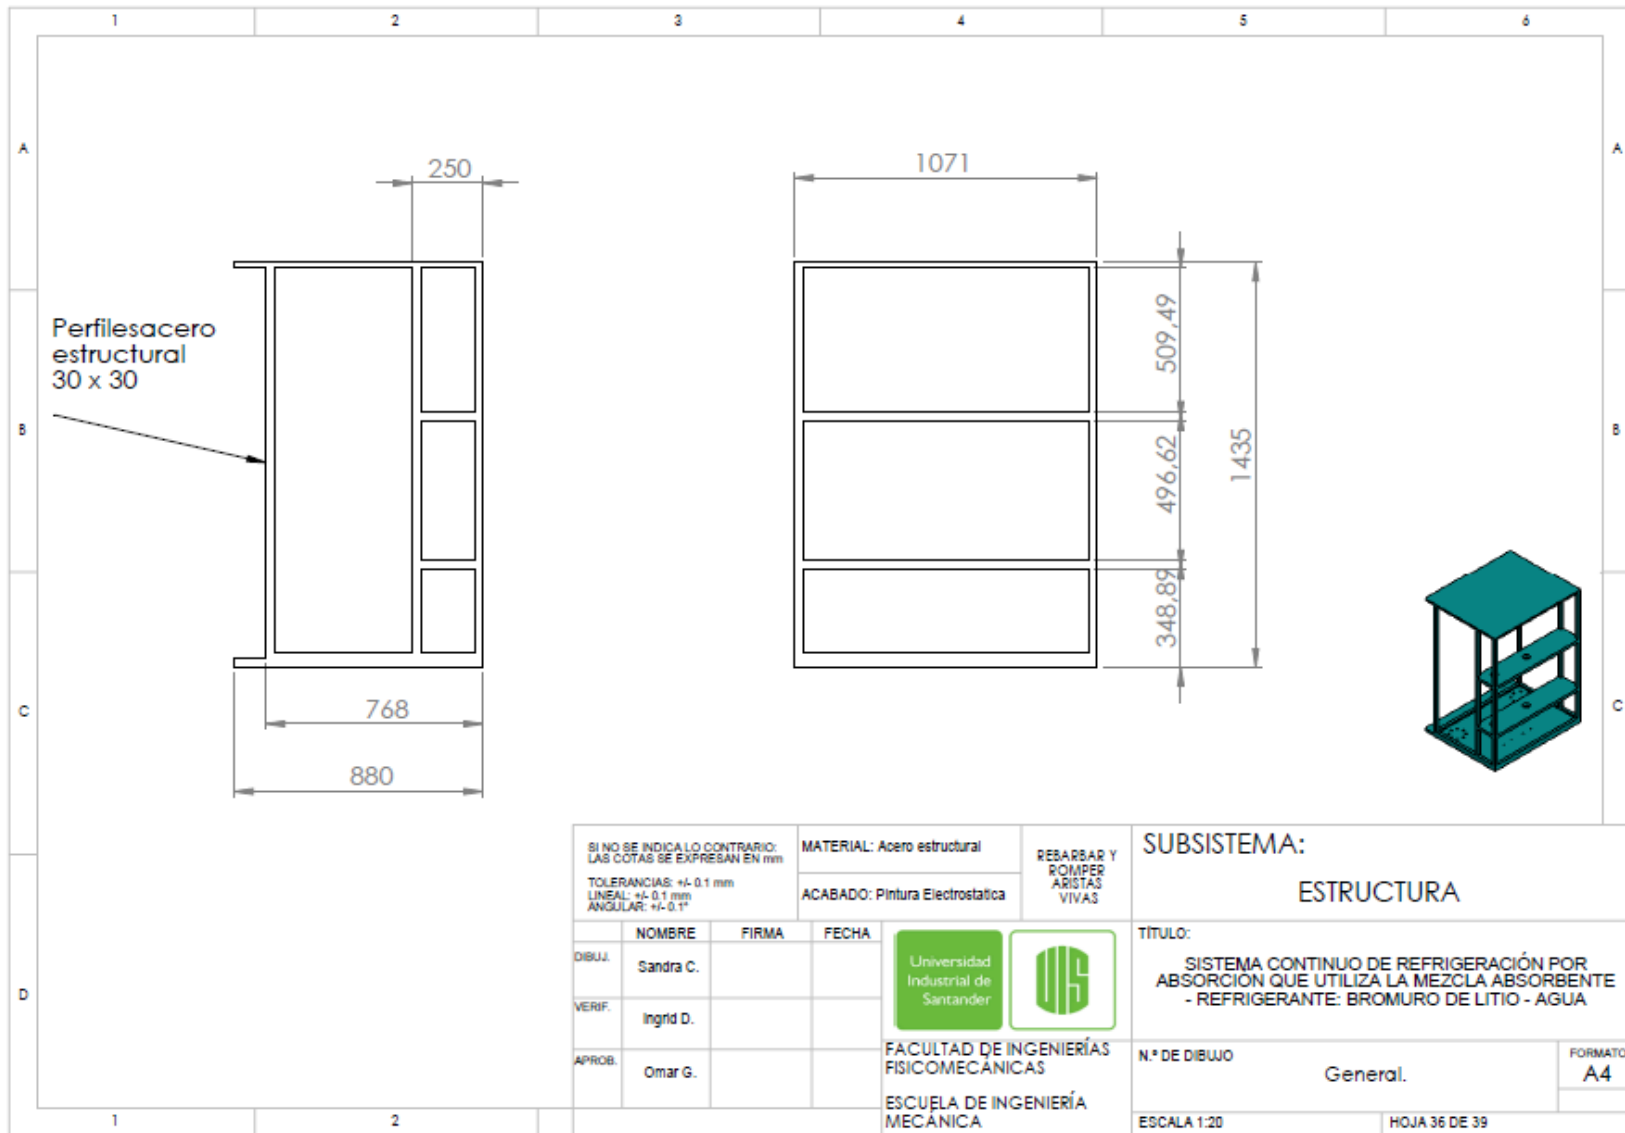 1 2 3 4 5 6
A A
250 1071
Perfilesacero
estructural
30 x 30
509,49
B B
496,62
1435
348,89
768
C C
880
SI NO SE INDICA LO CONTRARIO:
LAS COTAS SE EXPRESAN EN mm
TOLERANCIAS: +/- 0.1 mm
LINEAL: +/- 0.1 mm
ANGULAR: +/- 0.1°
MATERIAL: Acero estructural
ACABADO: Pintura Electrostatica
REBARBAR Y
ROMPER
ARISTAS
VIVAS
SUBSISTEMA:
ESTRUCTURA
NOMBRE FIRMA FECHA
DIBUJ. Sandra C.
VERIF. Ingrid D.
APROB. Omar G.
Universidad
Industrial de
Santander
UIS
FACULTAD DE INGENIERÍAS
FISICOMECÁNICAS
ESCUELA DE INGENIERÍA
MECÁNICA
TÍTULO:
SISTEMA CONTINUO DE REFRIGERACIÓN POR
ABSORCIÓN QUE UTILIZA LA MEZCLA ABSORBENTE
- REFRIGERANTE: BROMURO DE LITIO - AGUA
N.º DE DIBUJO
General.
FORMATO
A4
ESCALA 1:20
HOJA 36 DE 39
D
1 2